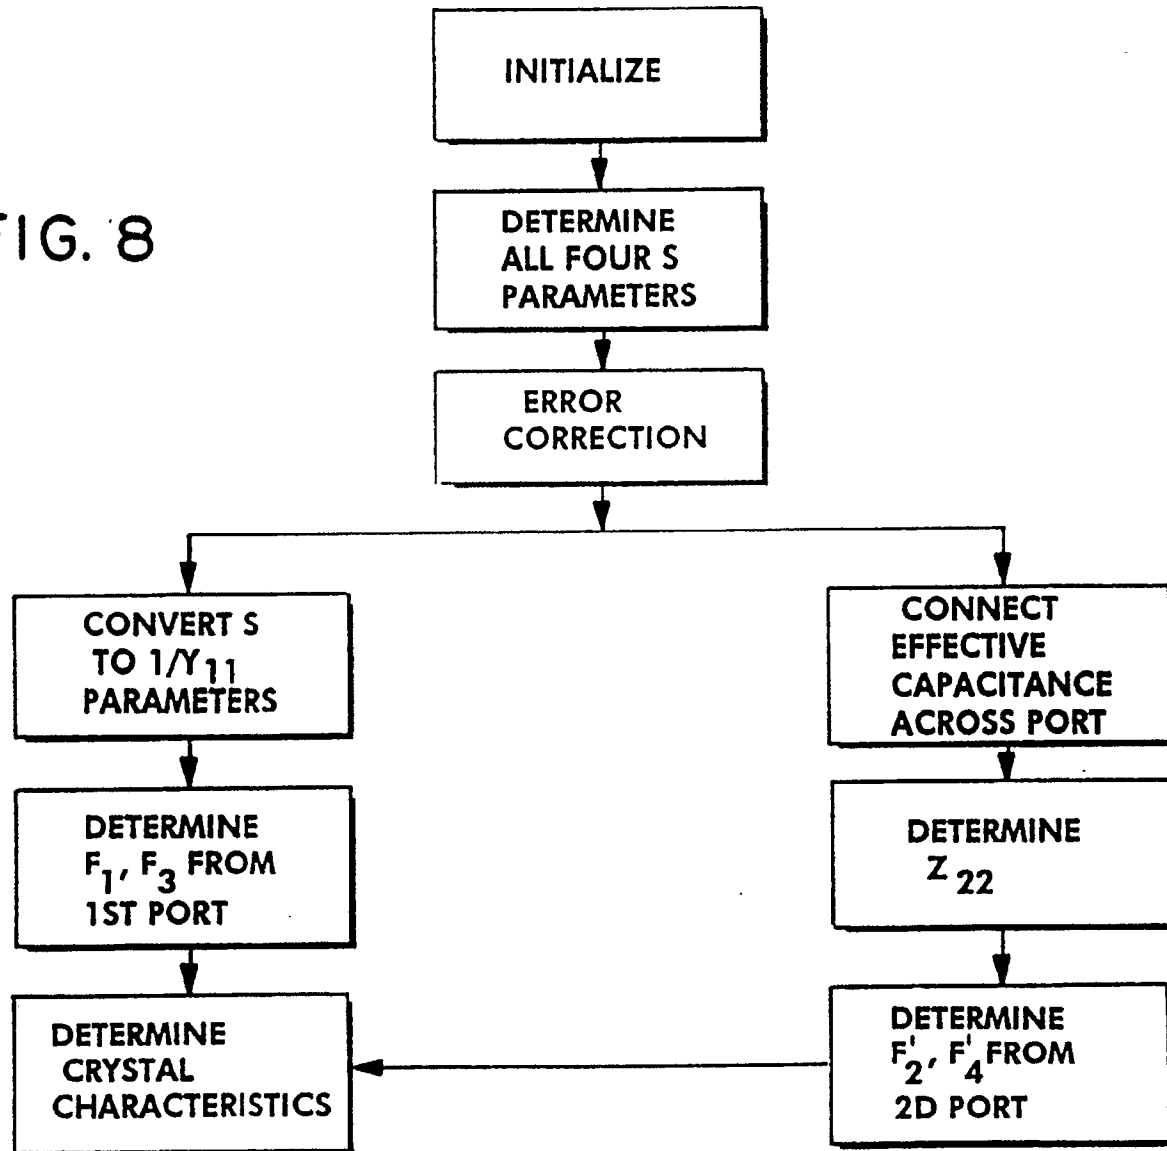 FIG. 8
INITIALIZE
DETERMINE
ALL FOUR S
PARAMETERS
ERROR
CORRECTION
CONVERT S
TO 1/Y11
PARAMETERS
DETERMINE
F1, F3 FROM
1ST PORT
DETERMINE
CRYSTAL
CHARACTERISTICS
CONNECT
EFFECTIVE
CAPACITANCE
ACROSS PORT
DETERMINE
Z22
DETERMINE
F'2, F'4 FROM
2D PORT